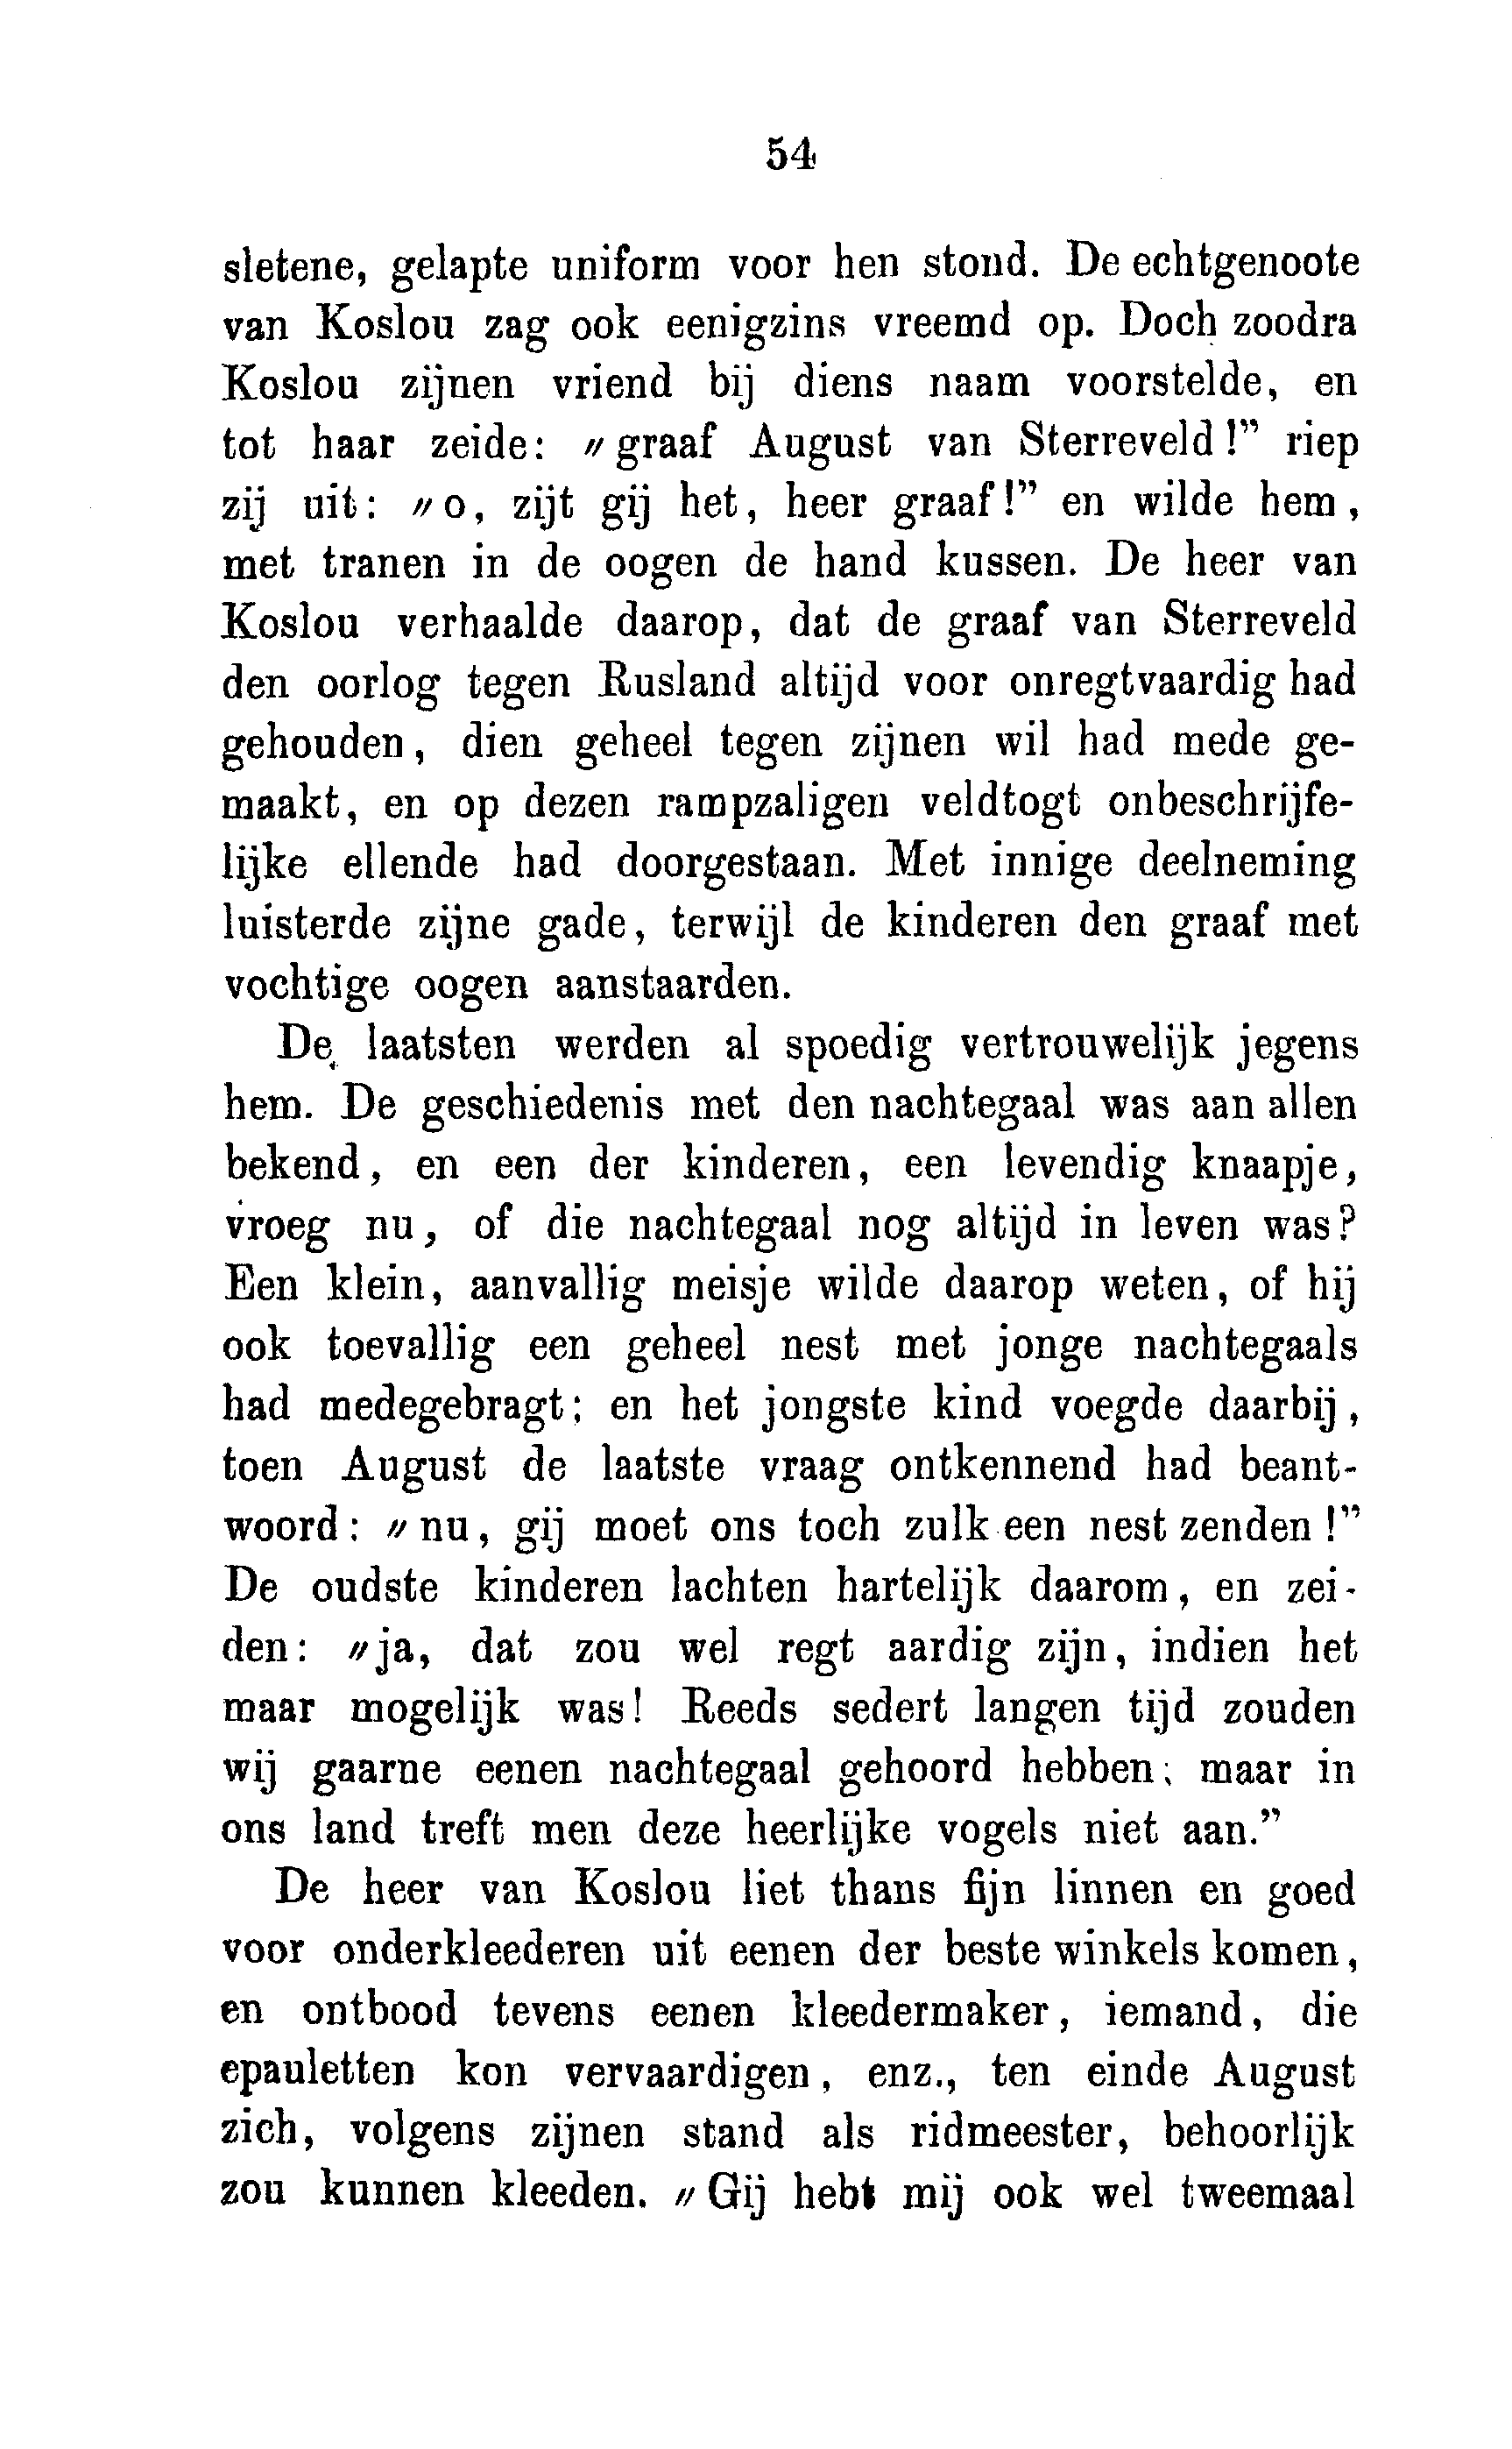 54
sletene, gelapte uniform voor hen stond. De echtgenoote
van Koslou zag ook eenigzins vreemd op. Doch zoodra
Koslou zijnen vriend bij diens naam voorstelde, en
tot haar zeide: "graaf August van Sterreveld!" riep
zij uit: "o, zijt gij het, heer graaf!" en wilde hem,
met tranen in de oogen de hand kussen. De heer van
Koslou verhaalde daarop, dat de graaf van Sterreveld
den oorlog tegen Rusland altijd voor onregtvaardig had
gehouden, dien geheel tegen zijnen wil had mede ge-
maakt, en op dezen rampzaligen veldtogt onbeschrijfe-
lijke ellende had doorgestaan. Met innige deelneming
luisterde zijne gade, terwijl de kinderen den graaf met
vochtige oogen aanstaarden.
De laatsten werden al spoedig vertrouwelijk jegens
hem. De geschiedenis met den nachtegaal was aan allen
bekend, en een der kinderen, een levendig knaapje,
vroeg nu, of die nachtegaal nog altijd in leven was?
Een klein, aanvallig meisje wilde daarop weten, of hij
ook toevallig een geheel nest met jonge nachtegaals
had medegebragt; en het jongste kind voegde daarbij,
toen August de laatste vraag ontkennend had beant-
woord: "nu, gij moet ons toch zulk een nest zenden!"
De oudste kinderen lachten hartelijk daarom, en zei-
den: "ja, dat zou wel regt aardig zijn, indien het
maar mogelijk was! Reeds sedert langen tijd zouden
wij gaarne eenen nachtegaal gehoord hebben; maar in
ons land treft men deze heerlijke vogels niet aan."
De heer van Koslou liet thans fijn linnen en goed
voor onderkleederen uit eenen der beste winkels komen,
en ontbood tevens eenen kleedermaker, iemand, die
epauletten kon vervaardigen, enz., ten einde August
zich, volgens zijnen stand als ridmeester, behoorlijk
zou kunnen kleeden. "Gij hebt mij ook wel tweemaal